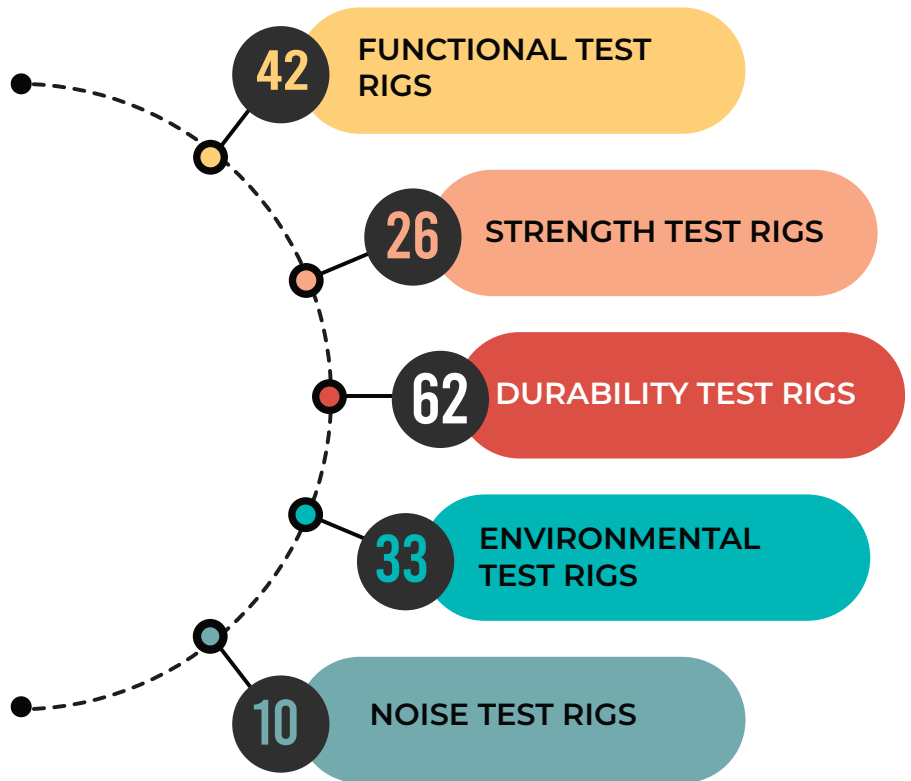 42
FUNCTIONAL TEST
RIGS
26
STRENGTH TEST RIGS
62
DURABILITY TEST RIGS
33
ENVIRONMENTAL
TEST RIGS
10
NOISE TEST RIGS